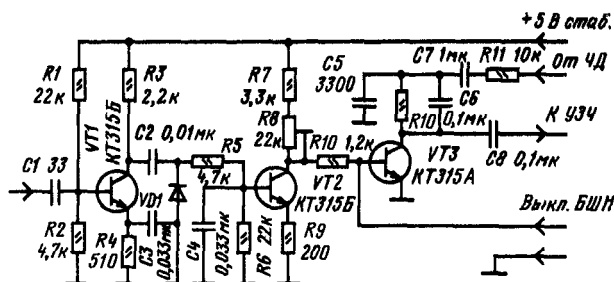 +5 В стаб.
R1
22к
R3
2,2к
VT1
КТ315Б
C2 0,01мк
R5
4,7к
R7
3,3к
R8
22к
R10 1,2к
C5
3300
C7 1мк
R11 10к
От ЧД
C6
0,1мк
R10
К УЗЧ
C8 0,1мк
VT3
КТ315А
VT2
КТ315Б
C1 33
VD1
R2
4,7к
R4
510
C3
0,033мк
C4
0,033мк
R6 22к
R9
200
Выкл. БШН